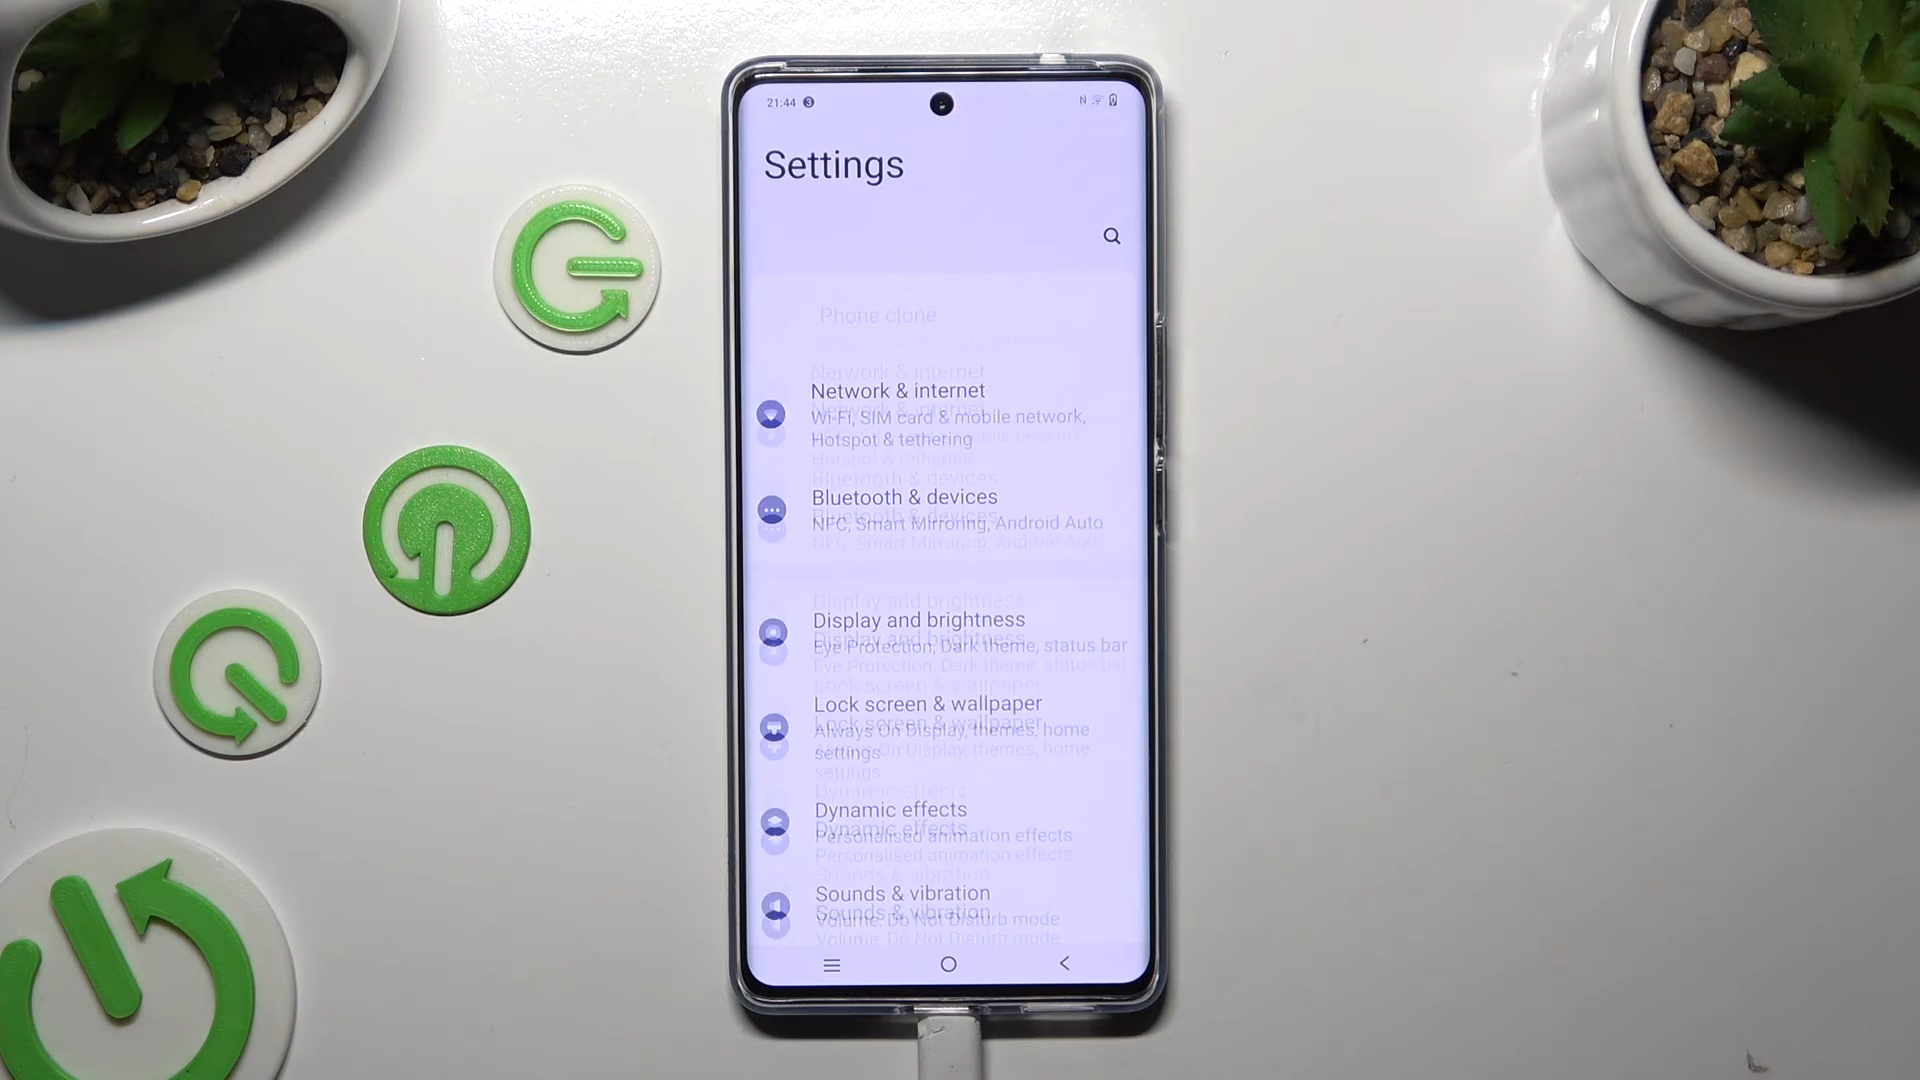 21:44 3
N
Settings
Phone clone
Network & internet
Wi-Fi, SIM card & mobile network,
Hotspot & tethering
Bluetooth & devices
NFC, Smart Mirroring, Android Auto
Display and brightness
Eye Protection, Dark theme, status bar
Lock screen & wallpaper
Always On Display, themes, home
settings
Dynamic effects
Personalised animation effects
Sounds & vibration
Volume, Do Not Disturb mode